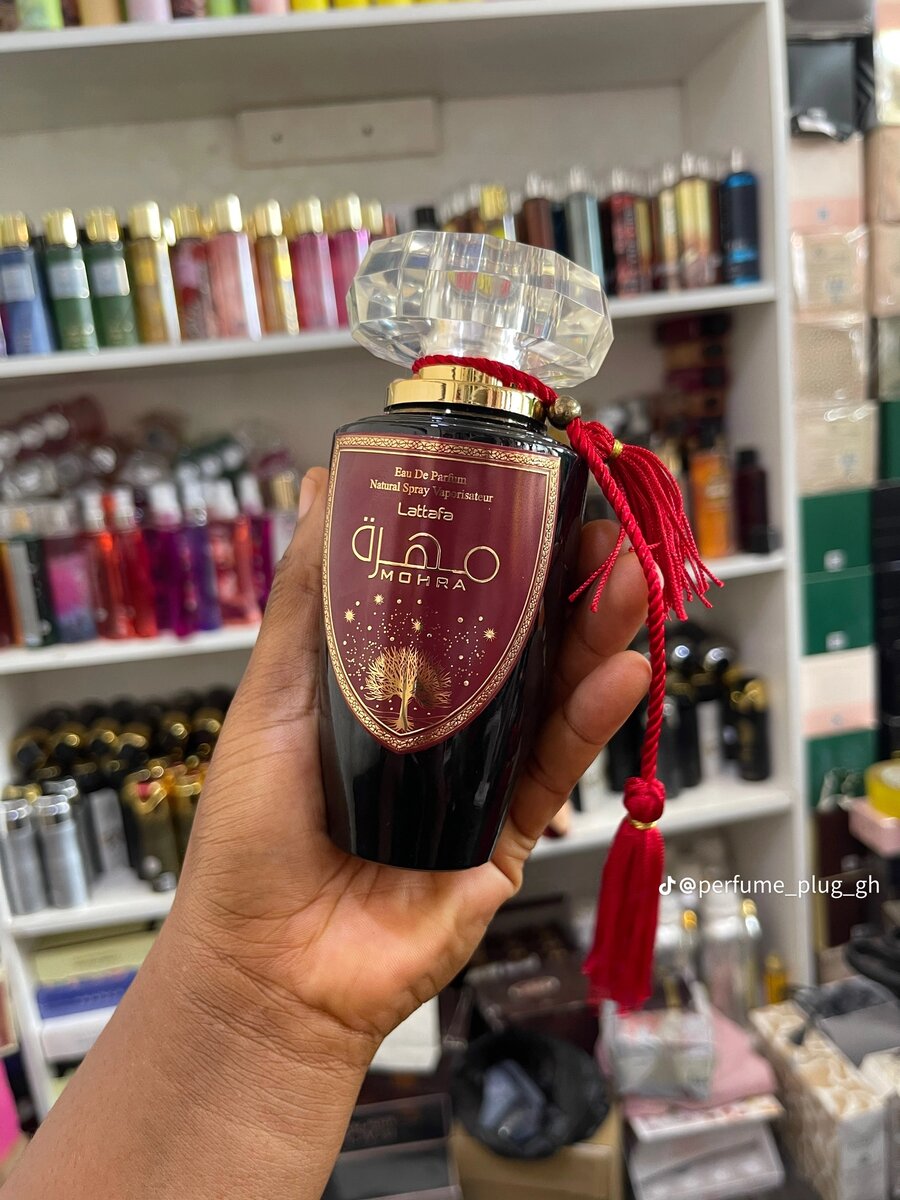 Eau De Parfum
Natural Spray Vaporisateur
Lattafa
مهرة
MOHRA
@perfume_plug_gh